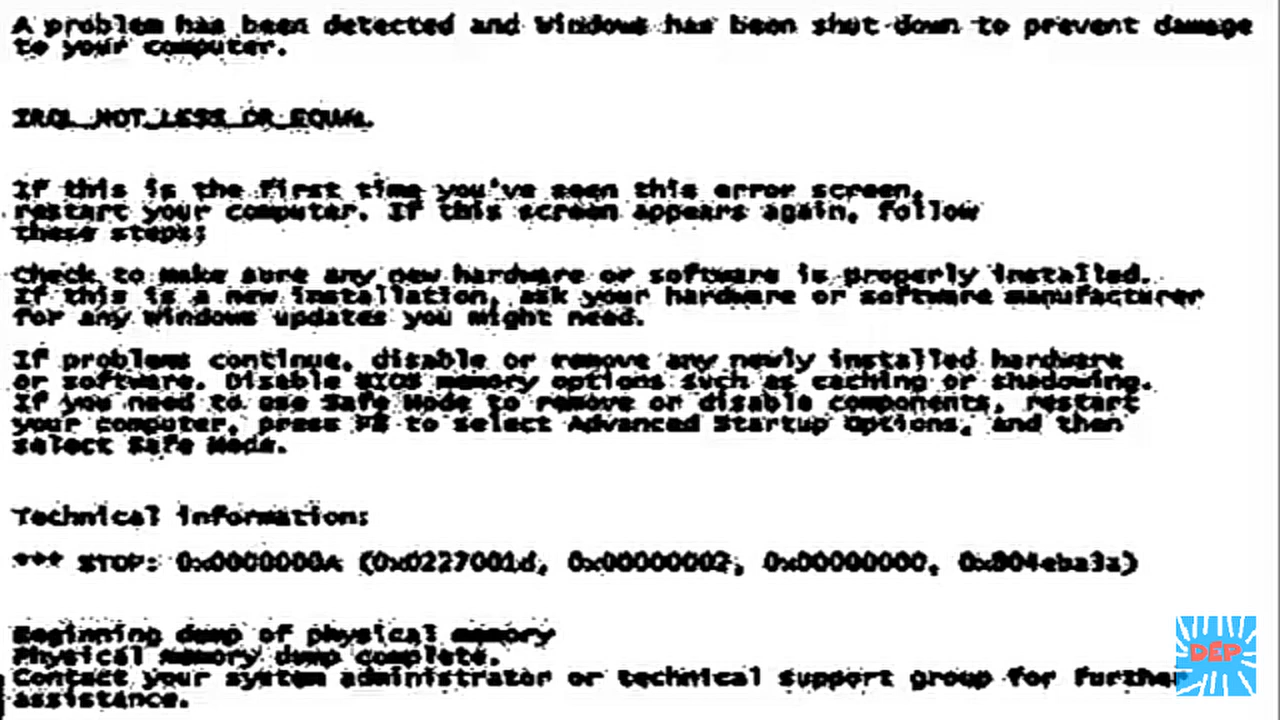 A problem has been detected and Windows has been shut down to prevent damage
to your computer.
IRQL_NOT_LESS_OR_EQUAL
If this is the first time you've seen this error screen,
restart your computer. If this screen appears again, follow
these steps:
Check to make sure any new hardware or software is properly installed.
If this is a new installation, ask your hardware or software manufacturer
for any windows updates you might need.
If problems continue, disable or remove any newly installed hardware
or software. Disable BIOS memory options such as caching or shadowing.
If you need to use Safe Mode to remove or disable components, restart
your computer, press F8 to select Advanced Startup Options, and then
select Safe Mode.
Technical information:
*** STOP: 0x0000000A (0x0227001d, 0x00000002, 0x00000000, 0x804eba3a)
Beginning dump of physical memory
Physical memory dump complete.
Contact your system administrator or technical support group for further
assistance.
DEP